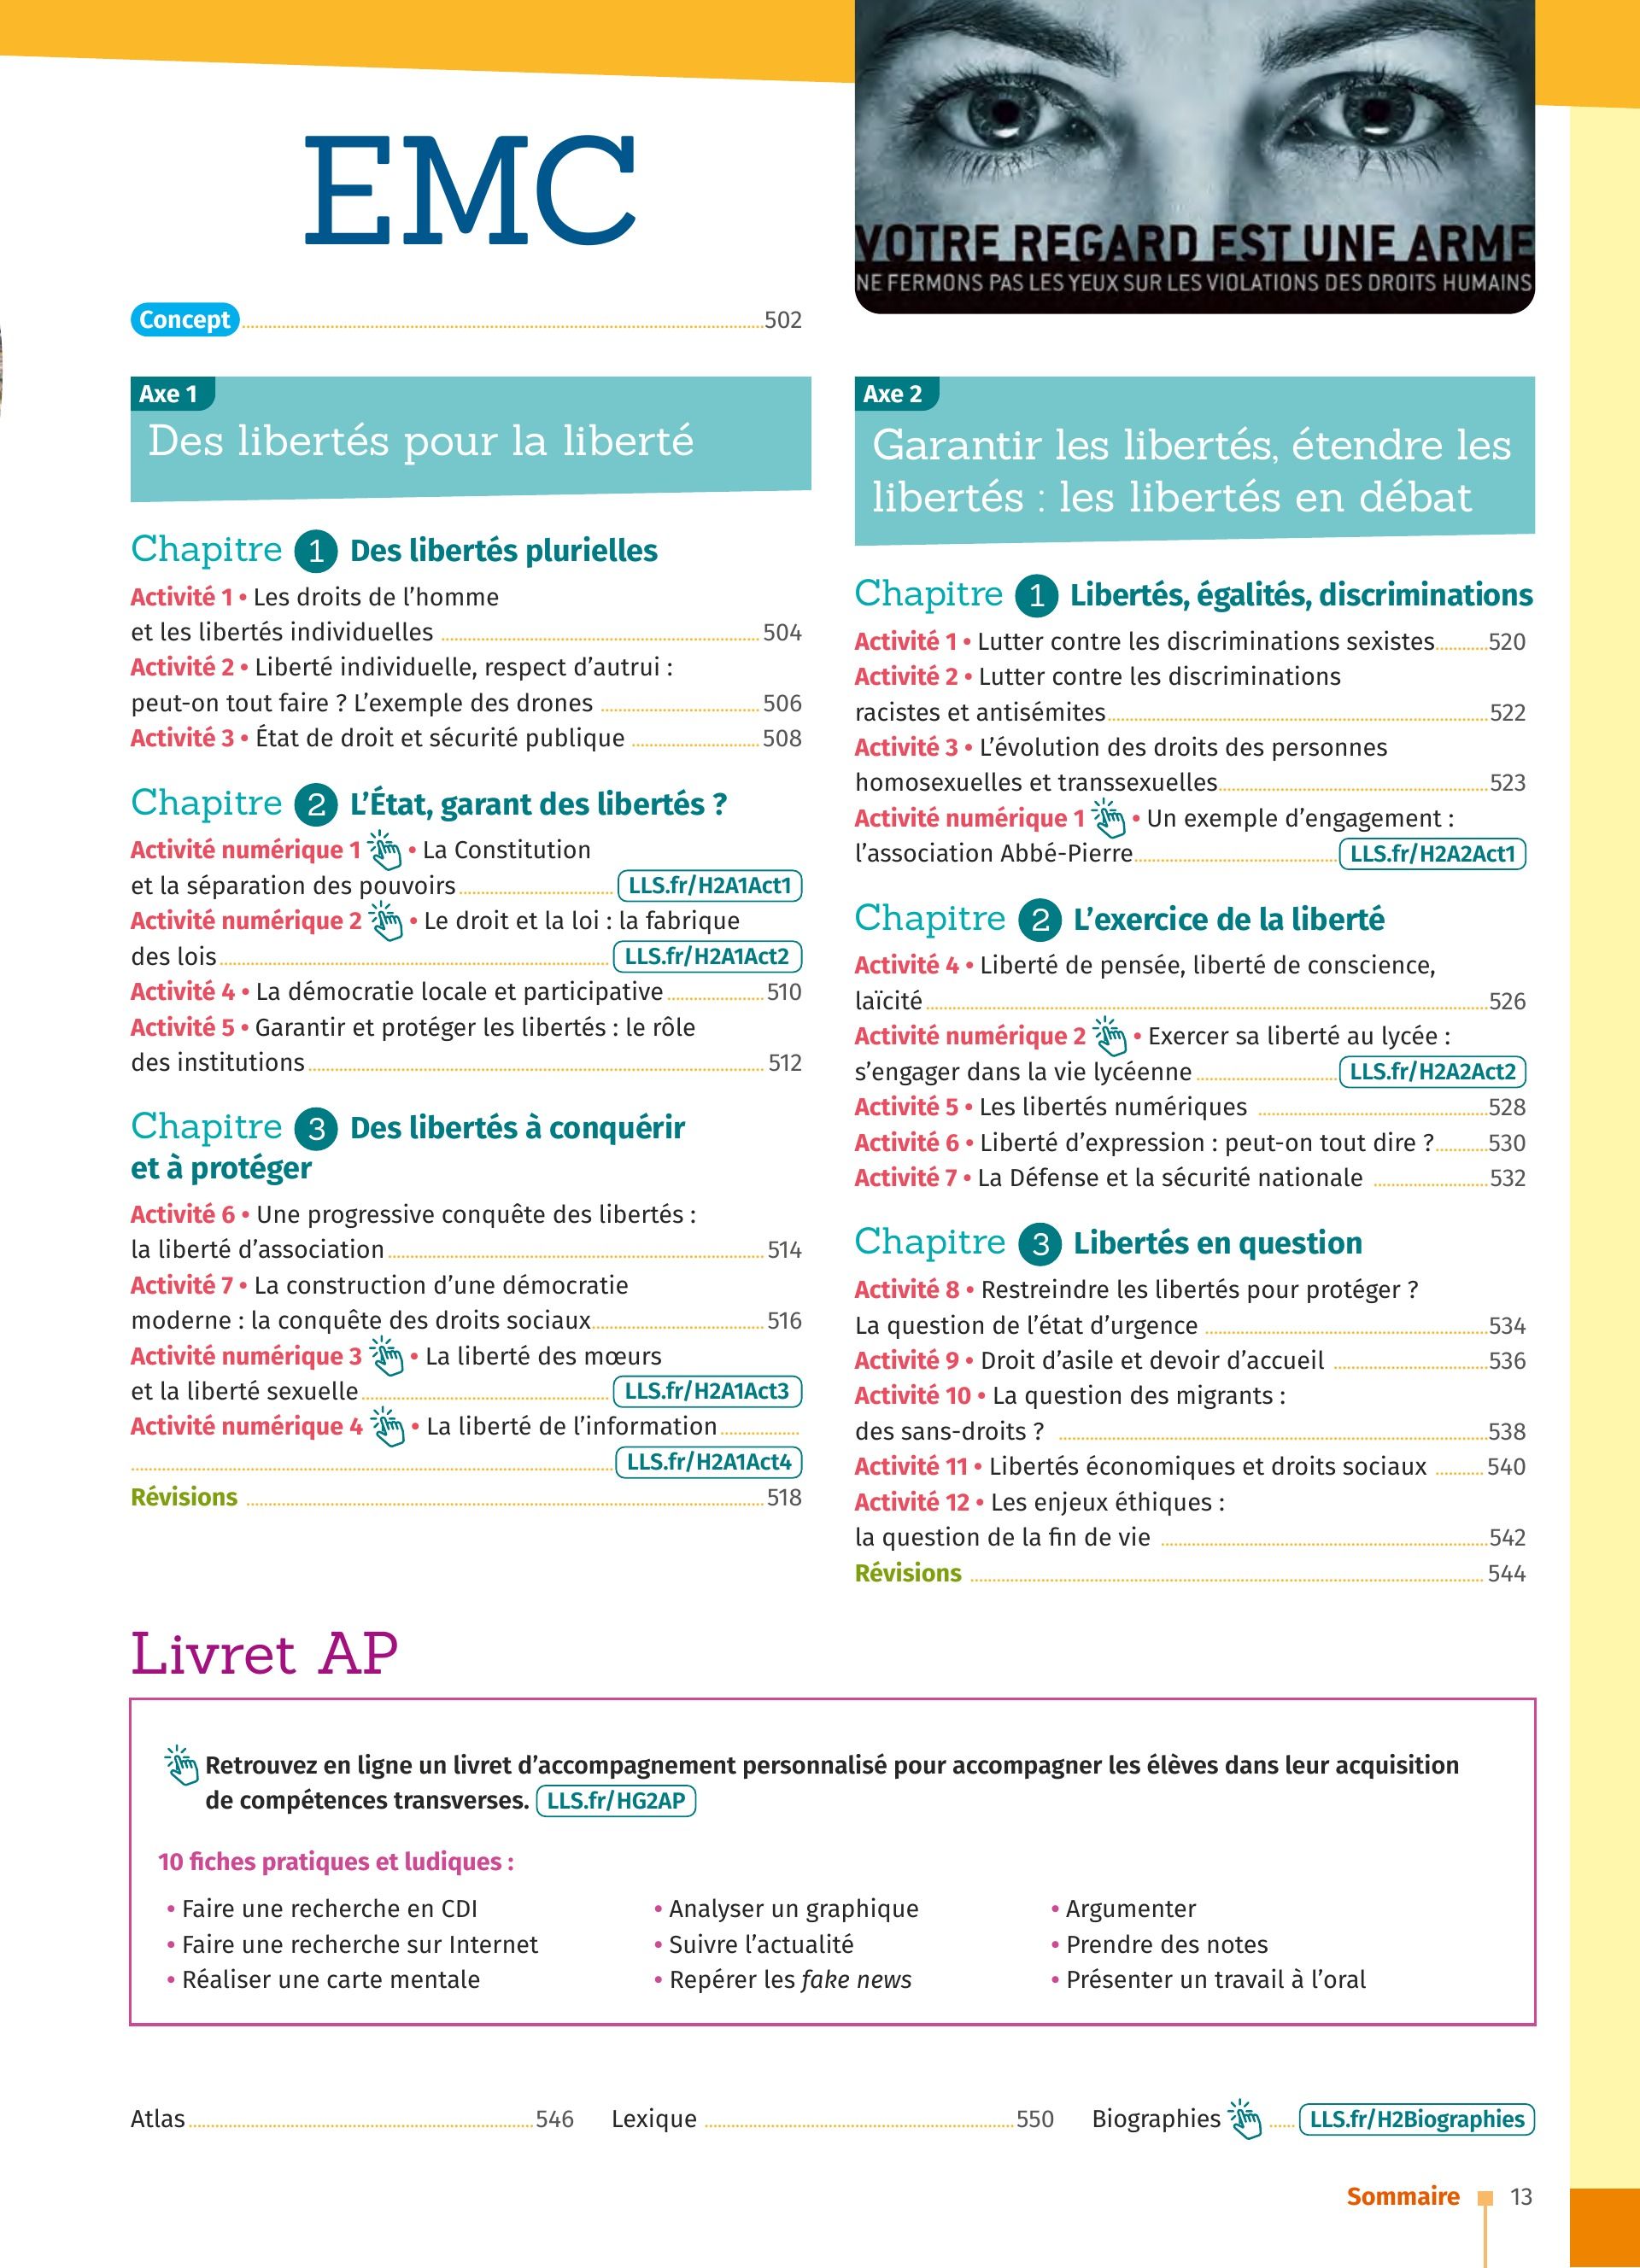 EMC
VOTRE REGARD EST UNE ARME
NE FERMONS PAS LES YEUX SUR LES VIOLATIONS DES DROITS HUMAINS
Concept 502
Axe 1
Des libertés pour la liberté
Chapitre 1 Des libertés plurielles
Activité 1 • Les droits de l’homme
et les libertés individuelles 504
Activité 2 • Liberté individuelle, respect d’autrui :
peut-on tout faire ? L’exemple des drones 506
Activité 3 • État de droit et sécurité publique 508
Chapitre 2 L’État, garant des libertés ?
Activité numérique 1 • La Constitution
et la séparation des pouvoirs LLS.fr/H2A1Act1
Activité numérique 2 • Le droit et la loi : la fabrique
des lois LLS.fr/H2A1Act2
Activité 4 • La démocratie locale et participative 510
Activité 5 • Garantir et protéger les libertés : le rôle
des institutions 512
Chapitre 3 Des libertés à conquérir
et à protéger
Activité 6 • Une progressive conquête des libertés :
la liberté d’association 514
Activité 7 • La construction d’une démocratie
moderne : la conquête des droits sociaux 516
Activité numérique 3 • La liberté des mœurs
et la liberté sexuelle LLS.fr/H2A1Act3
Activité numérique 4 • La liberté de l’information
LLS.fr/H2A1Act4
Révisions 518
Axe 2
Garantir les libertés, étendre les
libertés : les libertés en débat
Chapitre 1 Libertés, égalités, discriminations
Activité 1 • Lutter contre les discriminations sexistes 520
Activité 2 • Lutter contre les discriminations
racistes et antisémites 522
Activité 3 • L’évolution des droits des personnes
homosexuelles et transsexuelles 523
Activité numérique 1 • Un exemple d’engagement :
l’association Abbé-Pierre LLS.fr/H2A2Act1
Chapitre 2 L’exercice de la liberté
Activité 4 • Liberté de pensée, liberté de conscience,
laïcité 526
Activité numérique 2 • Exercer sa liberté au lycée :
s’engager dans la vie lycéenne LLS.fr/H2A2Act2
Activité 5 • Les libertés numériques 528
Activité 6 • Liberté d’expression : peut-on tout dire ? 530
Activité 7 • La Défense et la sécurité nationale 532
Chapitre 3 Libertés en question
Activité 8 • Restreindre les libertés pour protéger ?
La question de l’état d’urgence 534
Activité 9 • Droit d’asile et devoir d’accueil 536
Activité 10 • La question des migrants :
des sans-droits ? 538
Activité 11 • Libertés économiques et droits sociaux 540
Activité 12 • Les enjeux éthiques :
la question de la fin de vie 542
Révisions 544
Livret AP
Retrouvez en ligne un livret d’accompagnement personnalisé pour accompagner les élèves dans leur acquisition
de compétences transverses. LLS.fr/HG2AP
10 fiches pratiques et ludiques :
• Faire une recherche en CDI
• Faire une recherche sur Internet
• Réaliser une carte mentale
• Analyser un graphique
• Suivre l’actualité
• Repérer les fake news
• Argumenter
• Prendre des notes
• Présenter un travail à l’oral
Atlas 546 Lexique 550 Biographies LLS.fr/H2Biographies
Sommaire 13